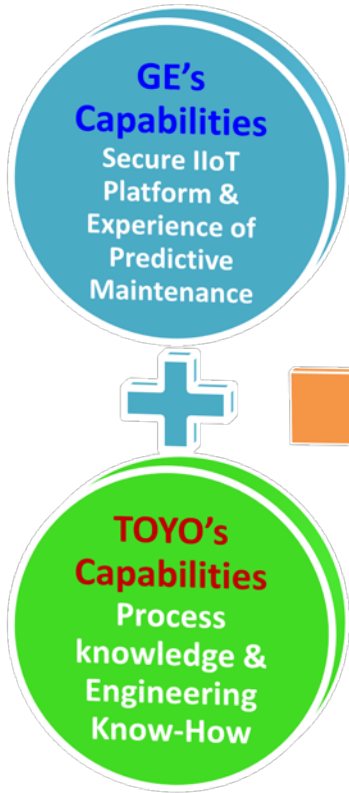 GE’s
Capabilities
Secure IIoT
Platform &
Experience of
Predictive
Maintenance
TOYO’s
Capabilities
Process
knowledge &
Engineering
Know-How